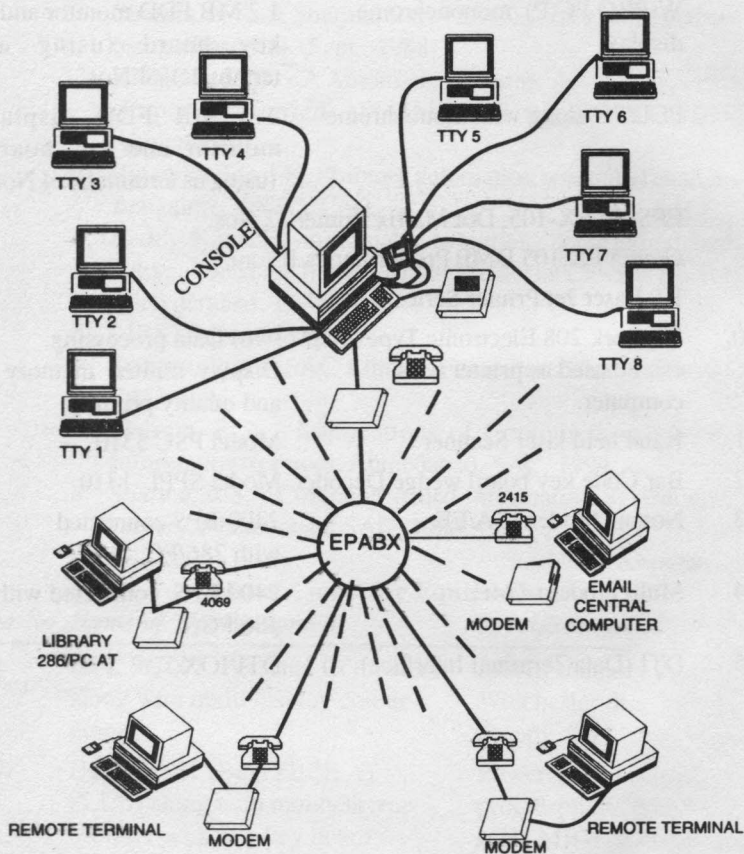 TTY 6
TTY 5
TTY 4
TTY 3
CONSOLE
TTY 7
TTY 2
TTY 8
TTY 1
2415
EPABX
4069
EMAIL
CENTRAL
COMPUTER
MODEM
LIBRARY
286/PC AT
REMOTE TERMINAL
MODEM
MODEM
REMOTE TERMINAL